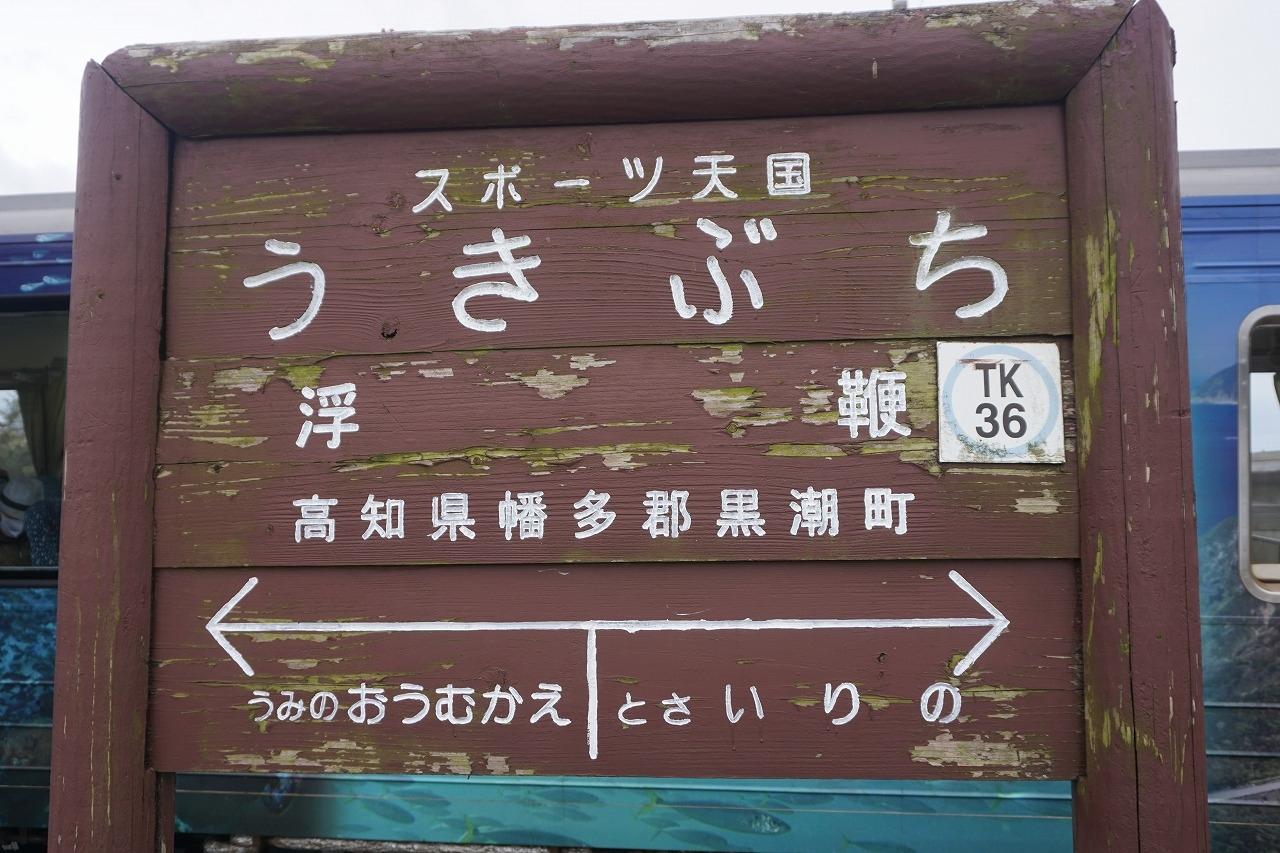 スポーツ天国
うきぶち
浮鞭
TK
36
高知県幡多郡黒潮町
うみのおうむかえ
とさいりの